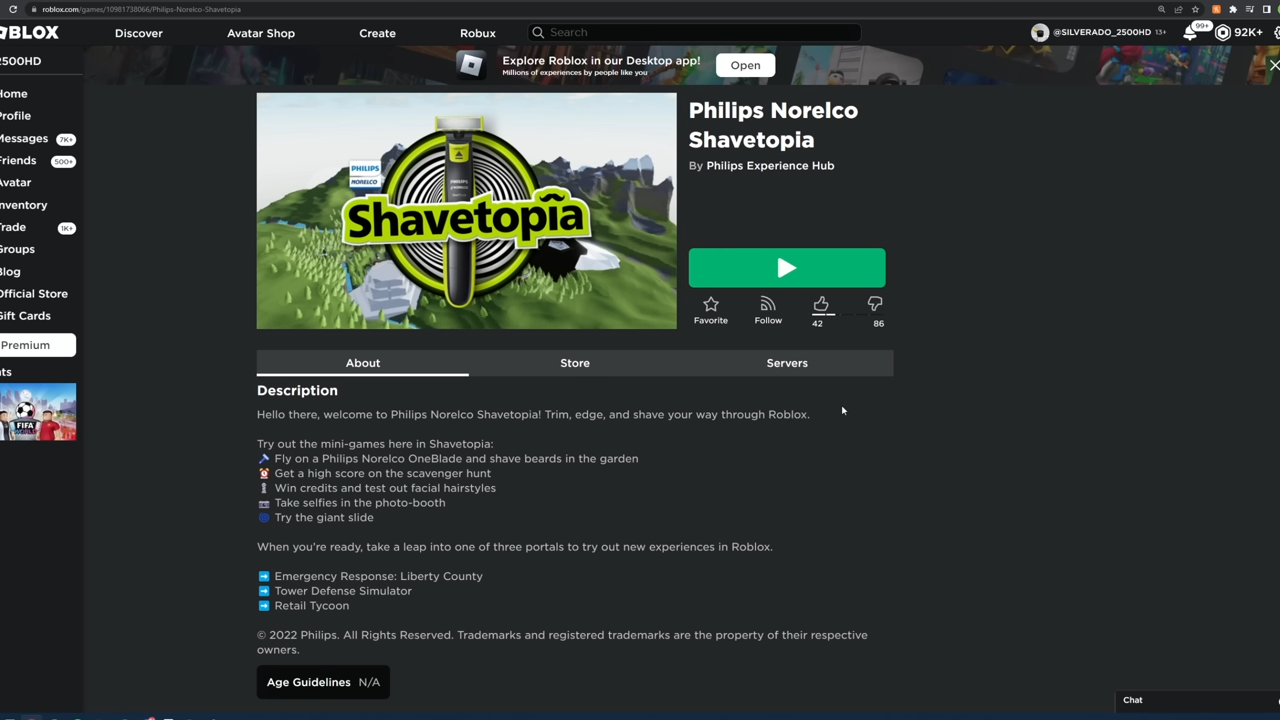 roblox.com/games/10981738066/Philips-Norelco-Shavetopia
BLOX
Discover
Avatar Shop
Create
Robux
Search
@SILVERADO_2500HD 13+
99+
92K+
2500HD
Explore Roblox in our Desktop app!
Millions of experiences by people like you
Open
Home
Profile
Messages 7K+
Friends 500+
Avatar
Inventory
Trade 1K+
Groups
Blog
Official Store
Gift Cards
Premium
ts
FIFA
PHILIPS
NORELCO
PHILIPS
Shavetopia
Philips Norelco
Shavetopia
By Philips Experience Hub
Favorite
Follow
42
86
About
Store
Servers
Description
Hello there, welcome to Philips Norelco Shavetopia! Trim, edge, and shave your way through Roblox.
Try out the mini-games here in Shavetopia:
Fly on a Philips Norelco OneBlade and shave beards in the garden
Get a high score on the scavenger hunt
Win credits and test out facial hairstyles
Take selfies in the photo-booth
Try the giant slide
When you're ready, take a leap into one of three portals to try out new experiences in Roblox.
Emergency Response: Liberty County
Tower Defense Simulator
Retail Tycoon
© 2022 Philips. All Rights Reserved. Trademarks and registered trademarks are the property of their respective
owners.
Age Guidelines N/A
Chat